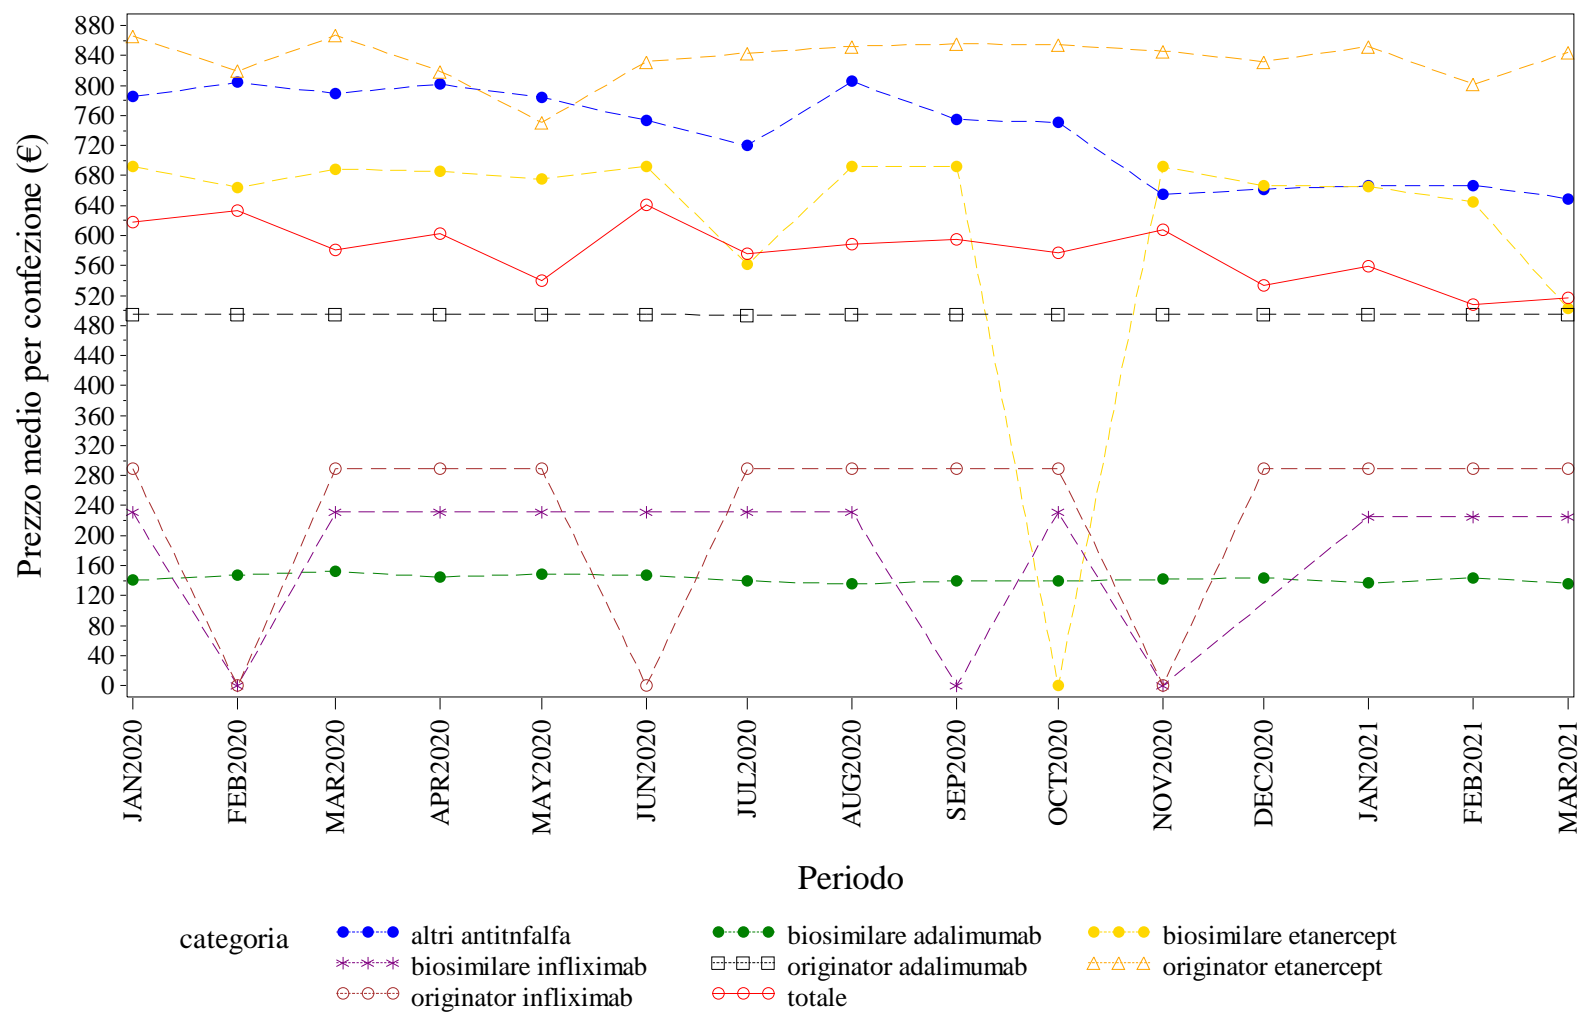 Prezzo medio per confezione (€)
880
840
800
760
720
680
640
600
560
520
480
440
400
360
320
280
240
200
160
120
80
40
0
JAN2020
FEB2020
MAR2020
APR2020
MAY2020
JUN2020
JUL2020
AUG2020
SEP2020
OCT2020
NOV2020
DEC2020
JAN2021
FEB2021
MAR2021
Periodo
categoria
altri antitnfalfa
biosimilare adalimumab
biosimilare etanercept
biosimilare infliximab
originator adalimumab
originator etanercept
originator infliximab
totale